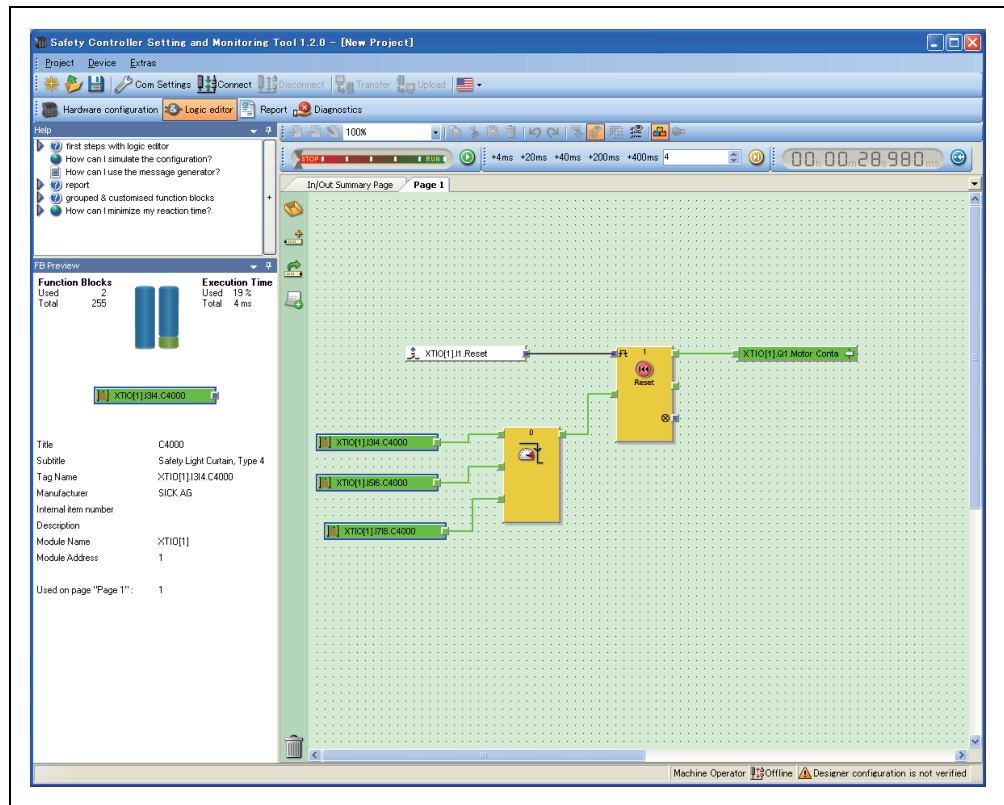 Safety Controller Setting and Monitoring Tool 1.2.0 - [New Project]
Project Device Extras
Com Settings Connect Disconnect Transfer Upload
Hardware configuration Logic editor Report Diagnostics
Help
first steps with logic editor
How can I simulate the configuration?
How can I use the message generator?
report
grouped & customised function blocks
How can I minimize my reaction time?
+
100%
STOP RUN +4ms +20ms +40ms +200ms +400ms 4 00h 00m 28s 980ms
In/Out Summary Page Page 1
FB Preview
Function Blocks Execution Time
Used 2 Used 19 %
Total 255 Total 4 ms
XTIO[1].I3I4.C4000
Title C4000
Subtitle Safety Light Curtain, Type 4
Tag Name XTIO[1].I3I4.C4000
Manufacturer SICK AG
Internal item number
Description
Module Name XTIO[1]
Module Address 1
Used on page "Page 1" : 1
XTIO[1].I1.Reset
1
Reset
XTIO[1].Q1.Motor Conta
XTIO[1].I3I4.C4000
0
XTIO[1].I5I6.C4000
XTIO[1].I7I8.C4000
Machine Operator Offline Designer configuration is not verified